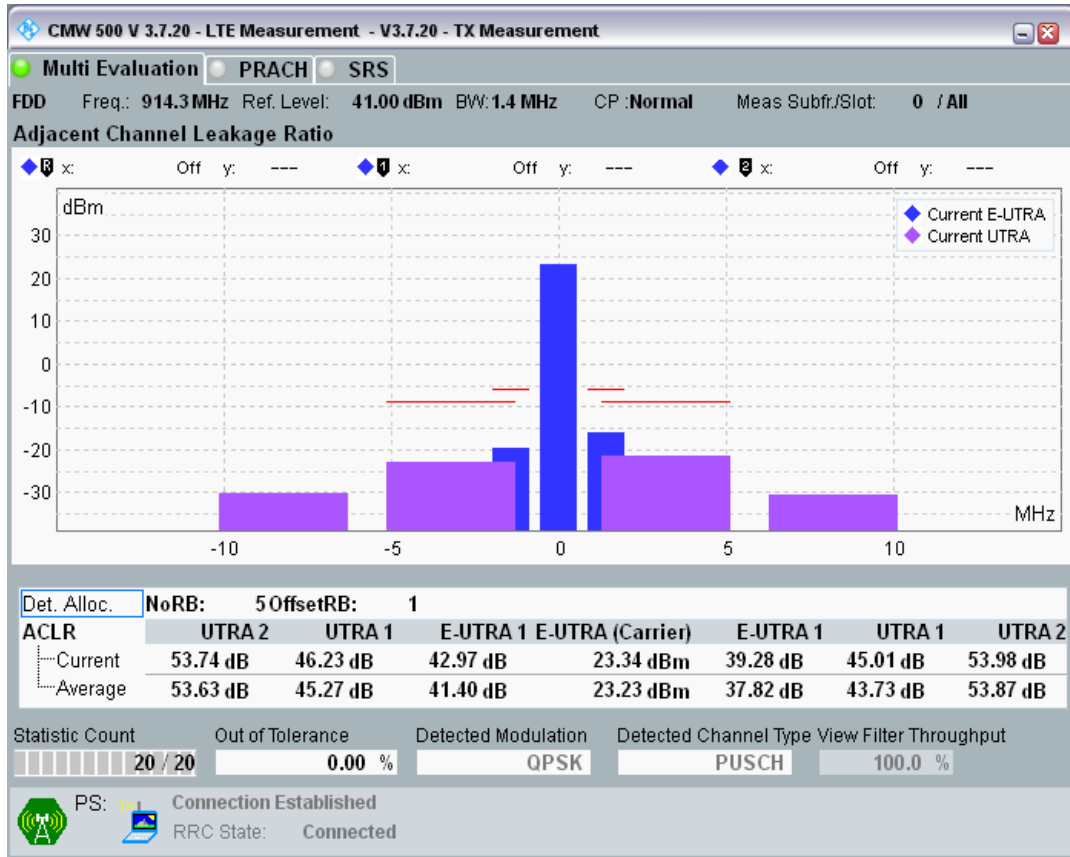 CMW 500 V 3.7.20 - LTE Measurement - V3.7.20 - TX Measurement
Multi Evaluation PRACH SRS
FDD Freq.: 914.3 MHz Ref. Level: 41.00 dBm BW: 1.4 MHz CP :Normal Meas Subfr./Slot: 0 / All
Adjacent Channel Leakage Ratio
R x: Off y: --- 1 x: Off y: --- 2 x: Off y: ---
dBm
Current E-UTRA
Current UTRA
30
20
10
0
-10
-20
-30
MHz
-10 -5 0 5 10
Det. Alloc. NoRB: 5 OffsetRB: 1
ACLR UTRA 2 UTRA 1 E-UTRA 1 E-UTRA (Carrier) E-UTRA 1 UTRA 1 UTRA 2
Current 53.74 dB 46.23 dB 42.97 dB 23.34 dBm 39.28 dB 45.01 dB 53.98 dB
Average 53.63 dB 45.27 dB 41.40 dB 23.23 dBm 37.82 dB 43.73 dB 53.87 dB
Statistic Count Out of Tolerance Detected Modulation Detected Channel Type View Filter Throughput
20 / 20 0.00 % QPSK PUSCH 100.0 %
PS: Connection Established
RRC State: Connected